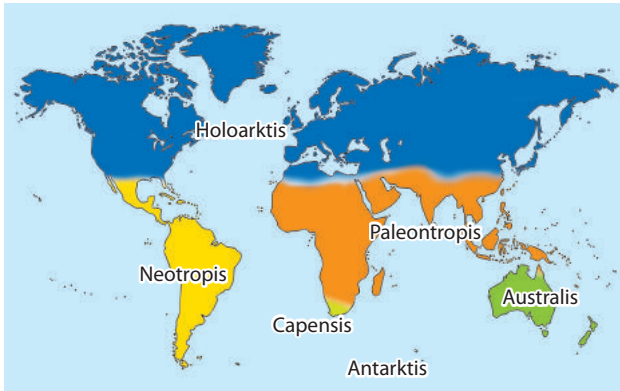 Holoarktis
Paleontropis
Neotropis
Australis
Capensis
Antarktis